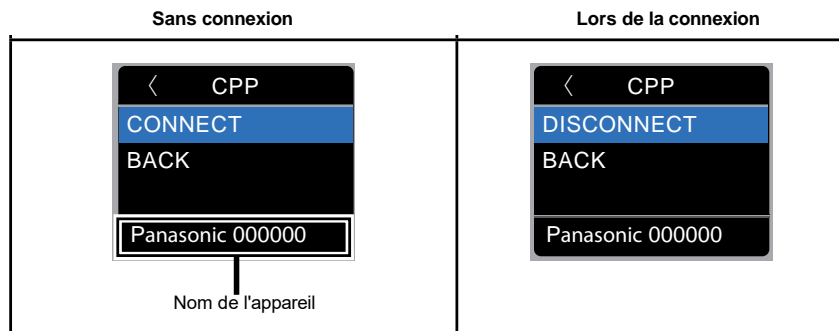 Sans connexion
Lors de la connexion
〈 CPP
CONNECT
BACK
Panasonic 000000
Nom de l'appareil
〈 CPP
DISCONNECT
BACK
Panasonic 000000